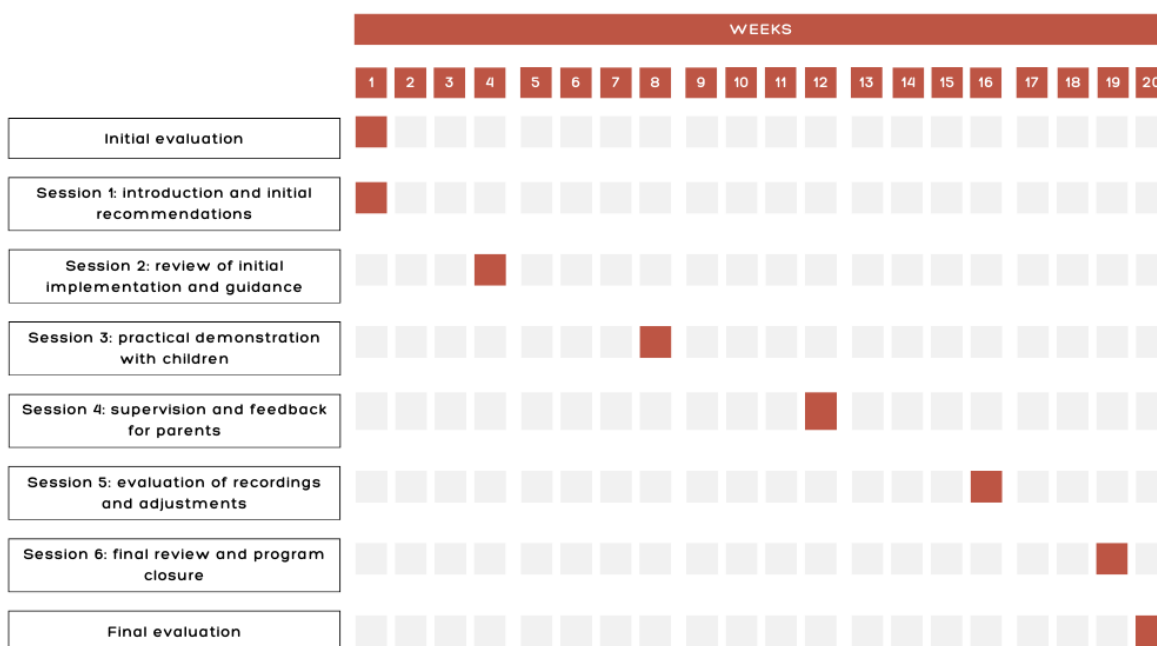 WEEKS
1 2 3 4 5 6 7 8 9 10 11 12 13 14 15 16 17 18 19 20
Initial evaluation
Session 1: introduction and initial
recommendations
Session 2: review of initial
implementation and guidance
Session 3: practical demonstration
with children
Session 4: supervision and feedback
for parents
Session 5: evaluation of recordings
and adjustments
Session 6: final review and program
closure
Final evaluation